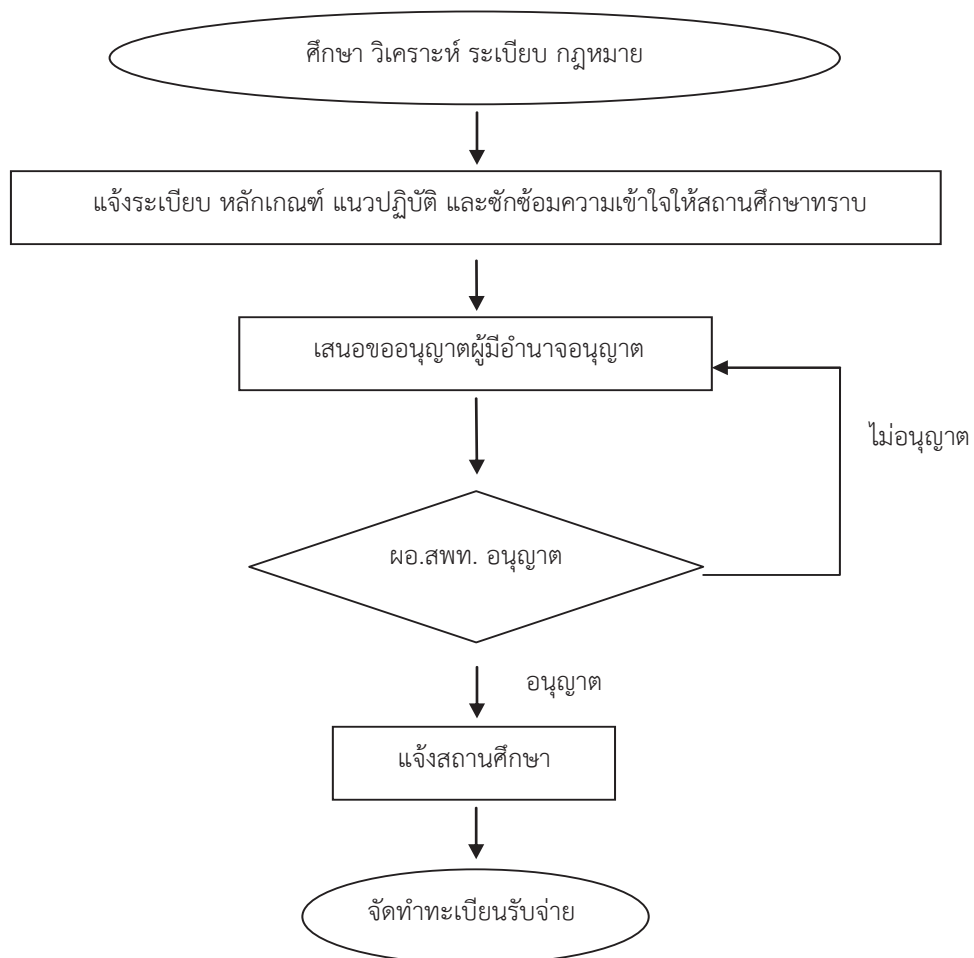 ศึกษา วิเคราะห์ ระเบียบ กฎหมาย
แจ้งระเบียบ หลักเกณฑ์ แนวปฏิบัติ และซักซ้อมความเข้าใจให้สถานศึกษาทราบ
เสนอขออนุญาตผู้มีอำนาจอนุญาต
ไม่อนุญาต
ผอ.สพท. อนุญาต
อนุญาต
แจ้งสถานศึกษา
จัดทำทะเบียนรับจ่าย